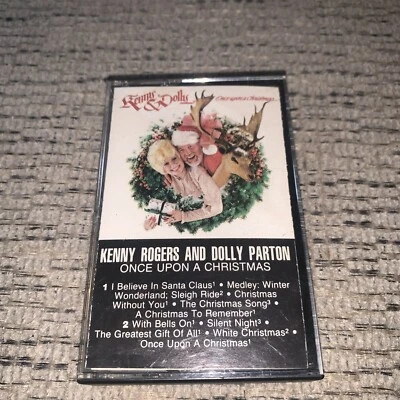 Kenny & Dolly
Once Upon a Christmas
KENNY ROGERS AND DOLLY PARTON
ONCE UPON A CHRISTMAS
1 I Believe In Santa Claus¹ • Medley: Winter
Wonderland; Sleigh Ride² • Christmas
Without You¹ • The Christmas Song³ •
A Christmas To Remember¹
2 With Bells On¹ • Silent Night³ •
The Greatest Gift Of All¹ • White Christmas² •
Once Upon A Christmas¹